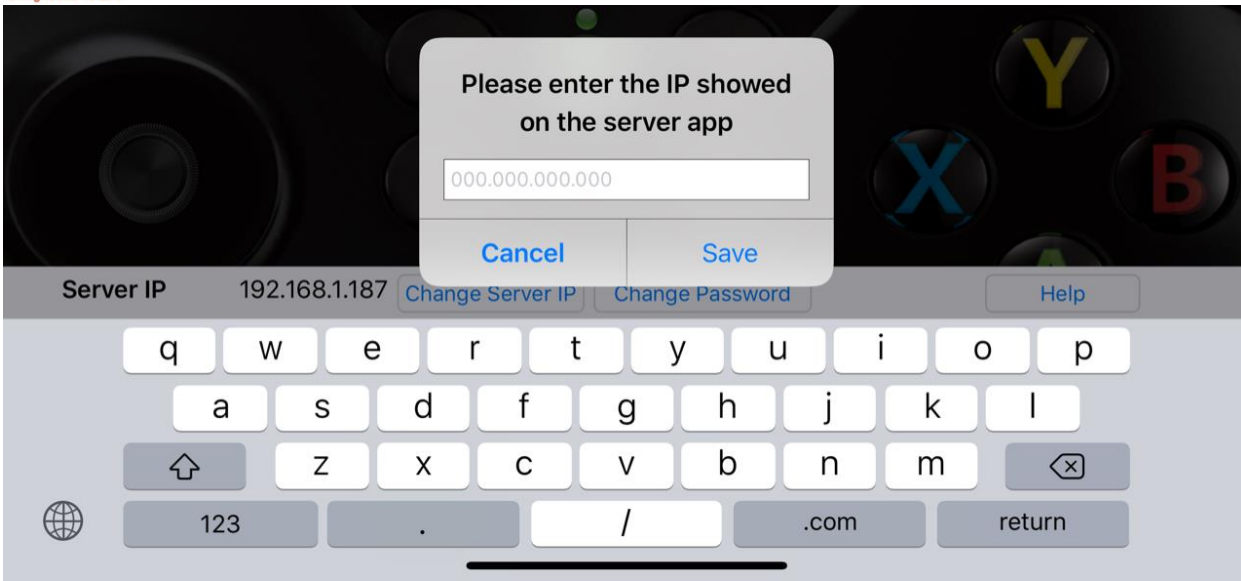 Y
X
B
A
Please enter the IP showed
on the server app
000.000.000.000
Cancel
Save
Server IP
192.168.1.187
Change Server IP
Change Password
Help
q w e r t y u i o p
a s d f g h j k l
z x c v b n m
123
.
/
.com
return